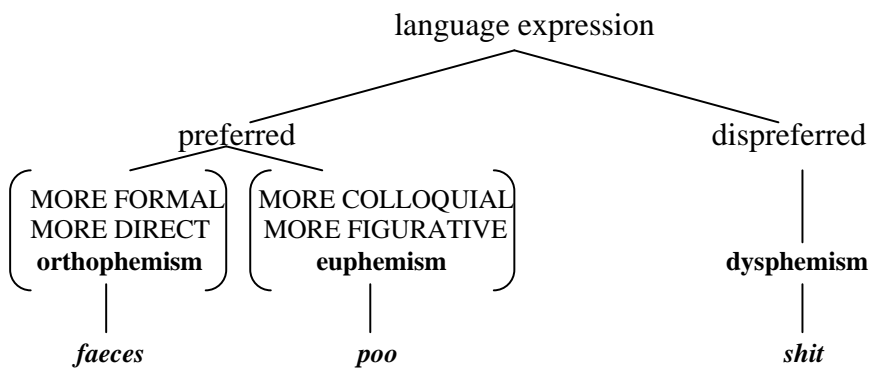 language expression
preferred dispreferred
MORE FORMAL MORE COLLOQUIAL
MORE DIRECT MORE FIGURATIVE
orthophemism euphemism dysphemism
faeces poo shit